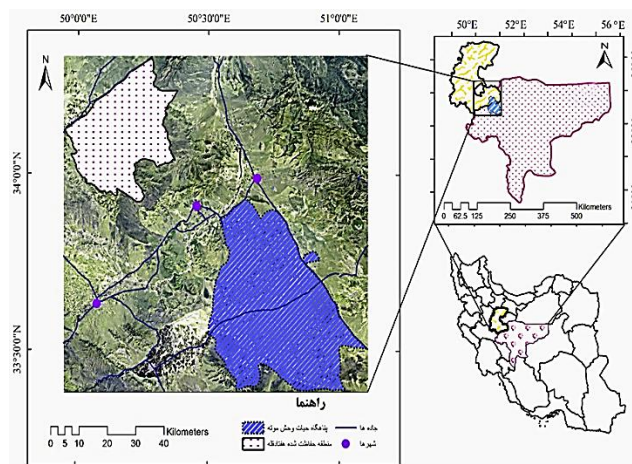 50°0'0"E 50°30'0"E 51°0'0"E
N
34°0'0"N
33°30'0"N
راهنما
پناهگاه حیات وحش موته
جاده ها
منطقه حفاظت شده هفتادقله
شهرها
Kilometers
0 5 10 20 30 40
50°E 52°E 54°E 56°E
N
Kilometers
0 62.5 125 250 375 500